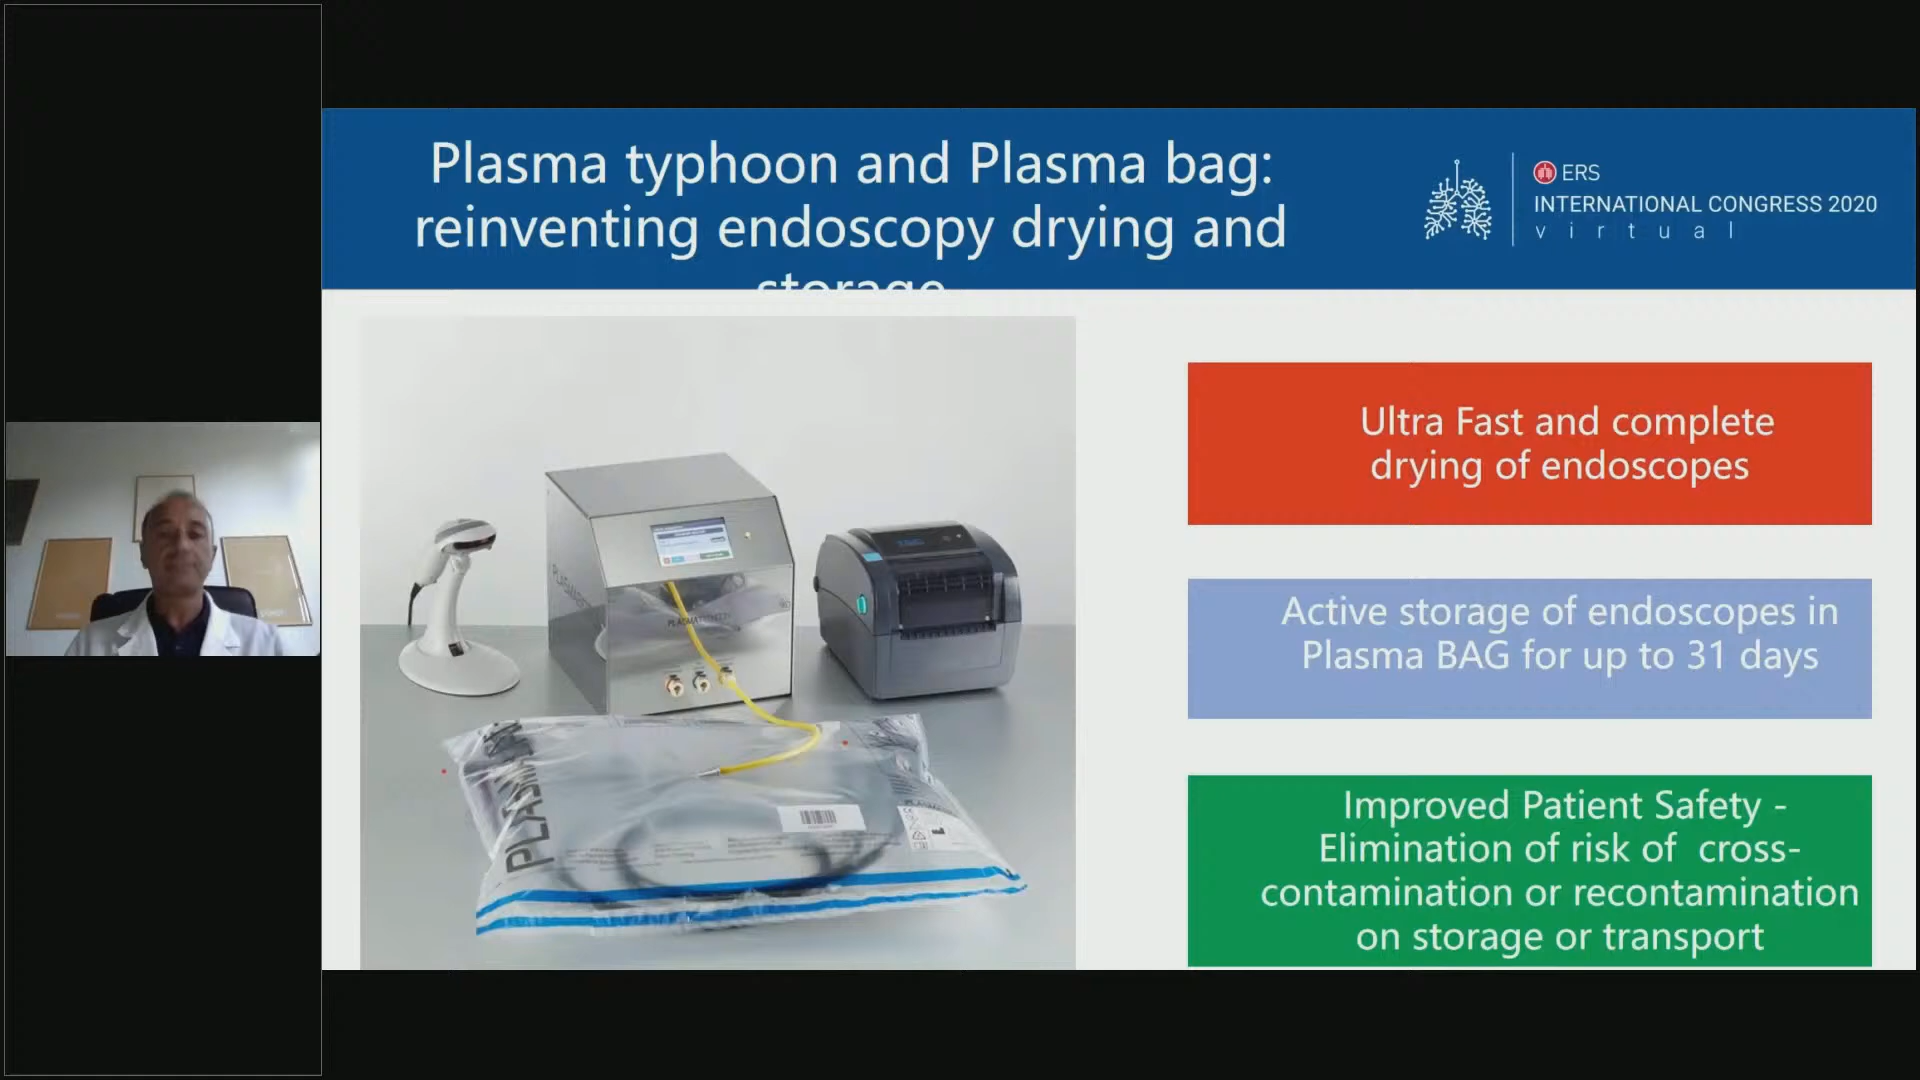 Plasma typhoon and Plasma bag:
reinventing endoscopy drying and
storage
ERS
INTERNATIONAL CONGRESS 2020
virtual
Ultra Fast and complete
drying of endoscopes
Active storage of endoscopes in
Plasma BAG for up to 31 days
Improved Patient Safety -
Elimination of risk of cross-
contamination or recontamination
on storage or transport